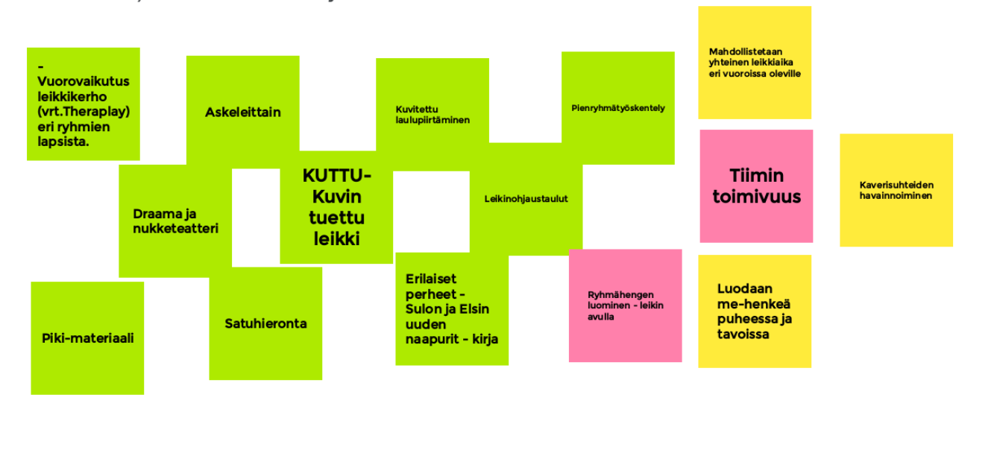 -
Vuorovaikutus
leikkikerho
(vrt.Theraplay)
eri ryhmien
lapsista.
Askeleittain
Kuvitettu
laulupiirtäminen
Pienryhmätyöskentely
Mahdollistetaan
yhteinen leikkiaika
eri vuoroissa oleville
Draama ja
nukketeatteri
KUTTU-
Kuvin
tuettu
leikki
Leikinohjaustaulut
Tiimin
toimivuus
Kaverisuhteiden
havainnoiminen
Piki-materiaali
Satuhieronta
Erilaiset
perheet -
Sulon ja Elsin
uuden
naapurit - kirja
Ryhmähengen
luominen - leikin
avulla
Luodaan
me-henkeä
puheessa ja
tavoissa